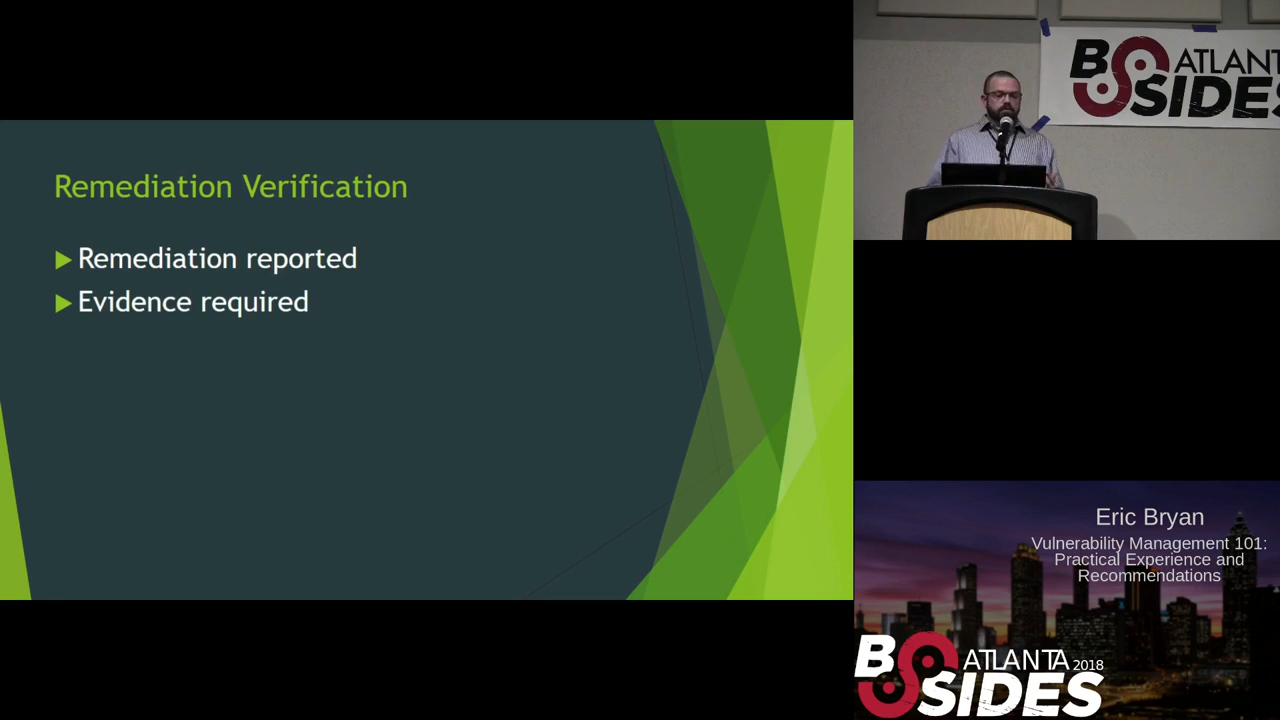 Remediation Verification
Remediation reported
Evidence required
BSIDES ATLANTA
Eric Bryan
Vulnerability Management 101:
Practical Experience and
Recommendations
BSIDES ATLANTA 2018